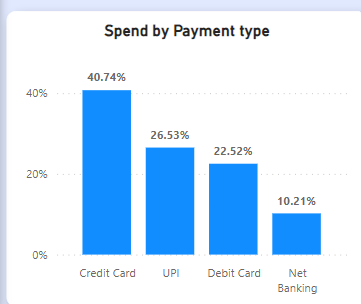 Spend by Payment type
40.74%
40%
26.53%
22.52%
20%
10.21%
0%
Credit Card UPI Debit Card Net
Banking